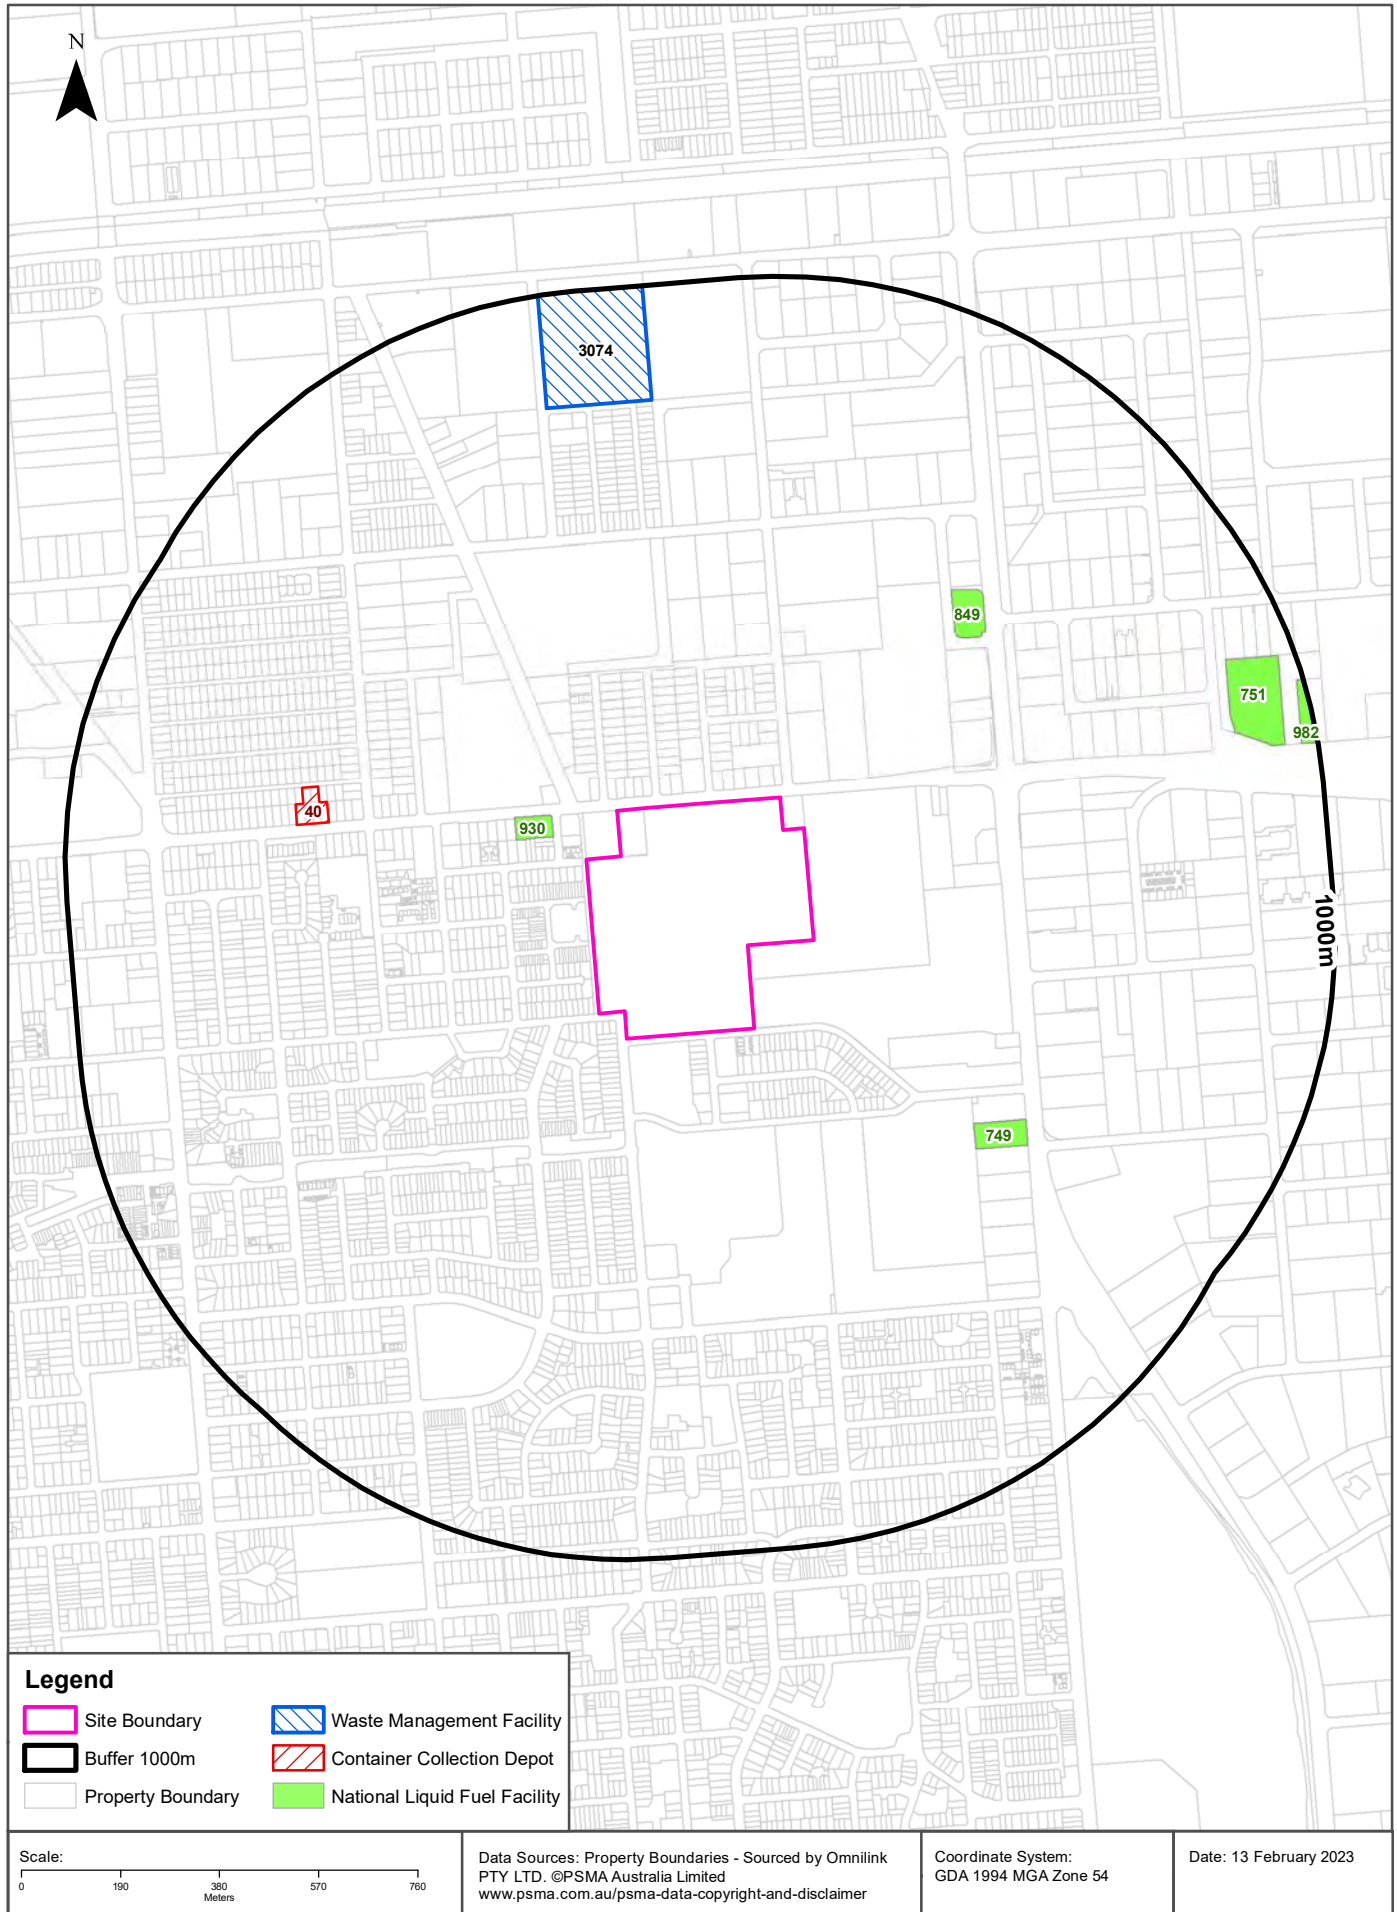 N
3074
849
751
982
40
930
1000m
749
Legend
Site Boundary
Waste Management Facility
Buffer 1000m
Container Collection Depot
Property Boundary
National Liquid Fuel Facility
Scale:
0 190 380 570 760
Meters
Data Sources: Property Boundaries - Sourced by Omnilink
PTY LTD. ©PSMA Australia Limited
www.psma.com.au/psma-data-copyright-and-disclaimer
Coordinate System:
GDA 1994 MGA Zone 54
Date: 13 February 2023